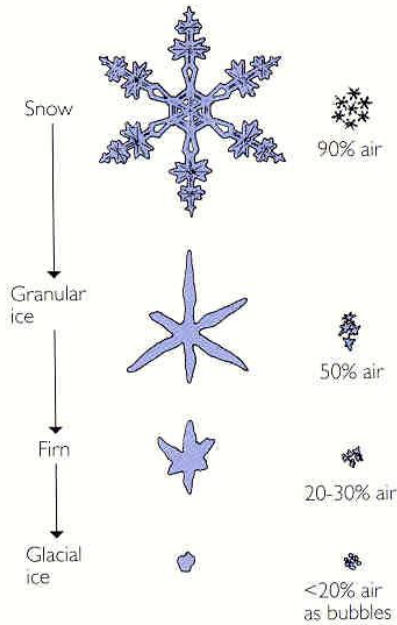 Snow
90% air
Granular
ice
50% air
Firn
20-30% air
Glacial
ice
<20% air
as bubbles